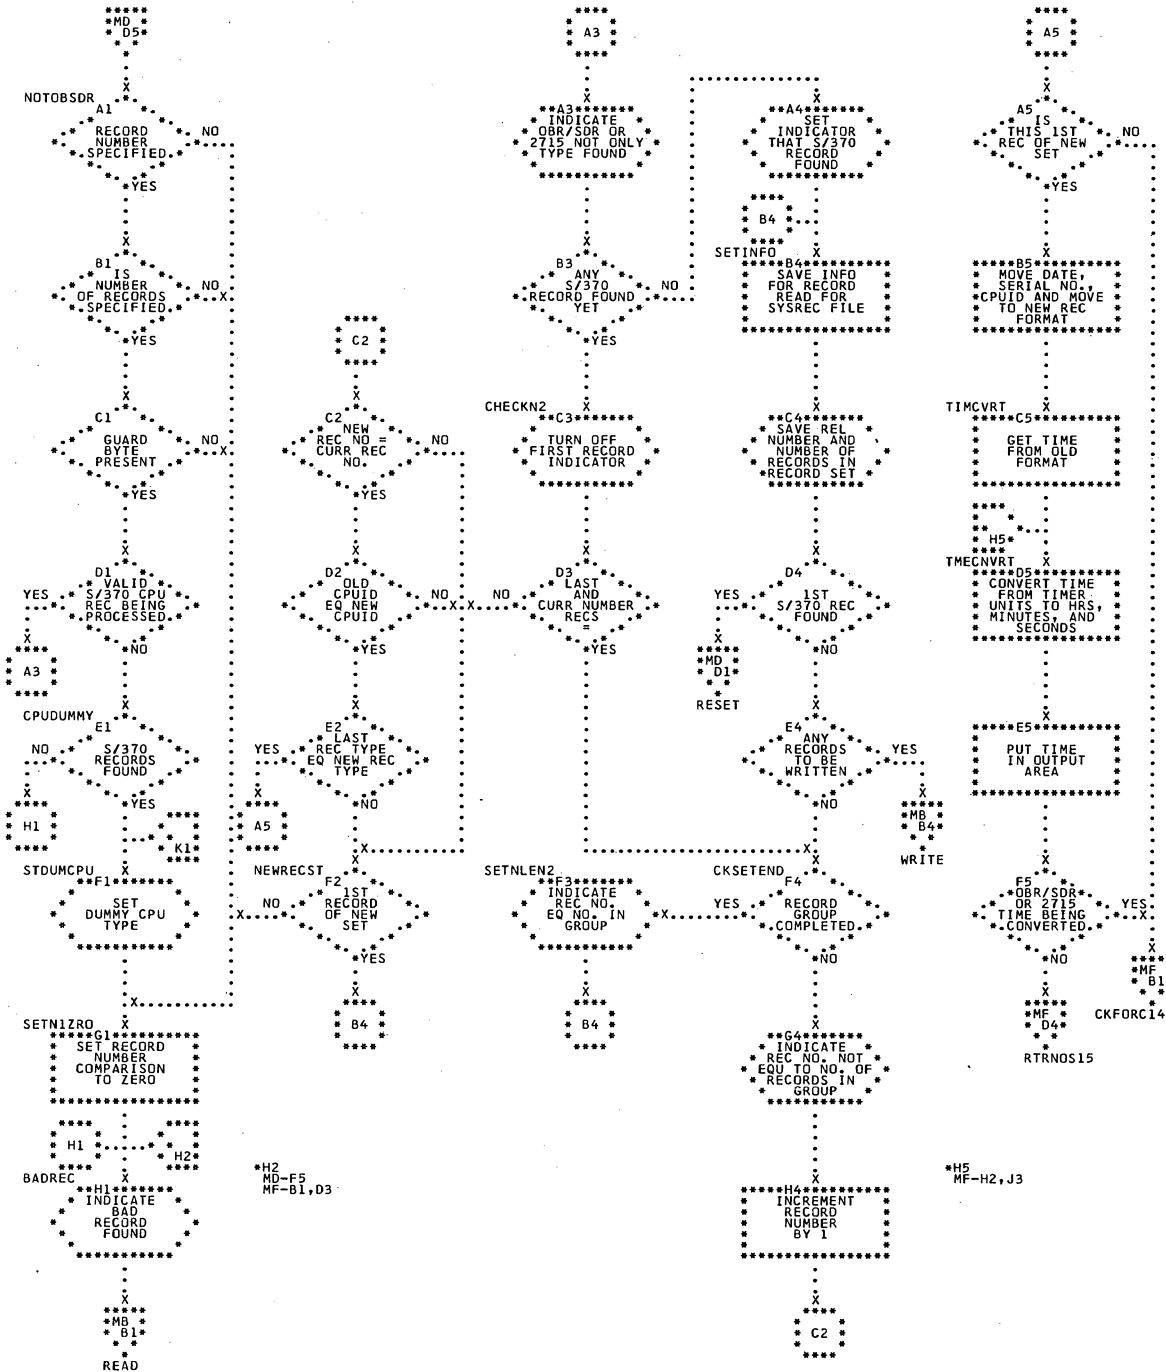 MD
D5
NOTOBSDR
A1
RECORD
NUMBER
SPECIFIED
NO
YES
B1
IS
NUMBER
OF RECORDS
SPECIFIED
NO
YES
C1
GUARD
BYTE
PRESENT
NO
YES
D1
VALID
S/370 CPU
REC BEING
PROCESSED
YES
NO
A3
CPUDUMMY
E1
S/370
RECORDS
FOUND
NO
YES
H1
K1
STDUMCPU
F1
SET
DUMMY CPU
TYPE
SETN1ZRO
G1
SET RECORD
NUMBER
COMPARISON
TO ZERO
H1
H2
BADREC
H1
INDICATE
BAD
RECORD
FOUND
MB
B1
READ
C2
C2
NEW
REC NO =
CURR REC
NO.
NO
YES
D2
OLD
CPUID
EQ NEW
CPUID
NO
YES
E2
LAST
REC TYPE
EQ NEW REC
TYPE
YES
NO
A5
NEWRECST
F2
1ST
RECORD
OF NEW
SET
NO
YES
B4
*H2
MD-F5
MF-B1,D3
A3
A3
INDICATE
OBR/SDR OR
2715 NOT ONLY
TYPE FOUND
B3
ANY
S/370
RECORD FOUND
YET
NO
YES
CHECKN2
C3
TURN OFF
FIRST RECORD
INDICATOR
D3
LAST
AND
CURR NUMBER
RECS
=
NO
YES
SETNLEN2
F3
INDICATE
REC NO.
EQ NO. IN
GROUP
B4
A4
SET
INDICATOR
THAT S/370
RECORD
FOUND
B4
SETINFO
B4
SAVE INFO
FOR RECORD
READ FOR
SYSREC FILE
C4
SAVE REL
NUMBER AND
NUMBER OF
RECORDS IN
RECORD SET
D4
1ST
S/370 REC
FOUND
YES
NO
MD
D1
RESET
E4
ANY
RECORDS
TO BE
WRITTEN
YES
NO
MB
B4
WRITE
CKSETEND
F4
RECORD
GROUP
COMPLETED
YES
NO
G4
INDICATE
REC NO. NOT
EQU TO NO. OF
RECORDS IN
GROUP
H4
INCREMENT
RECORD
NUMBER
BY 1
C2
A5
A5
IS
THIS 1ST
REC OF NEW
SET
NO
YES
B5
MOVE DATE,
SERIAL NO.,
CPUID AND MOVE
TO NEW REC
FORMAT
TIMCVRT
C5
GET TIME
FROM OLD
FORMAT
H5
TMECNVRT
D5
CONVERT TIME
FROM TIMER
UNITS TO HRS,
MINUTES, AND
SECONDS
E5
PUT TIME
IN OUTPUT
AREA
F5
OBR/SDR
OR 2715
TIME BEING
CONVERTED
YES
NO
MF
B1
CKFORC14
MF
D4
RTRNOS15
*H5
MF-H2,J3